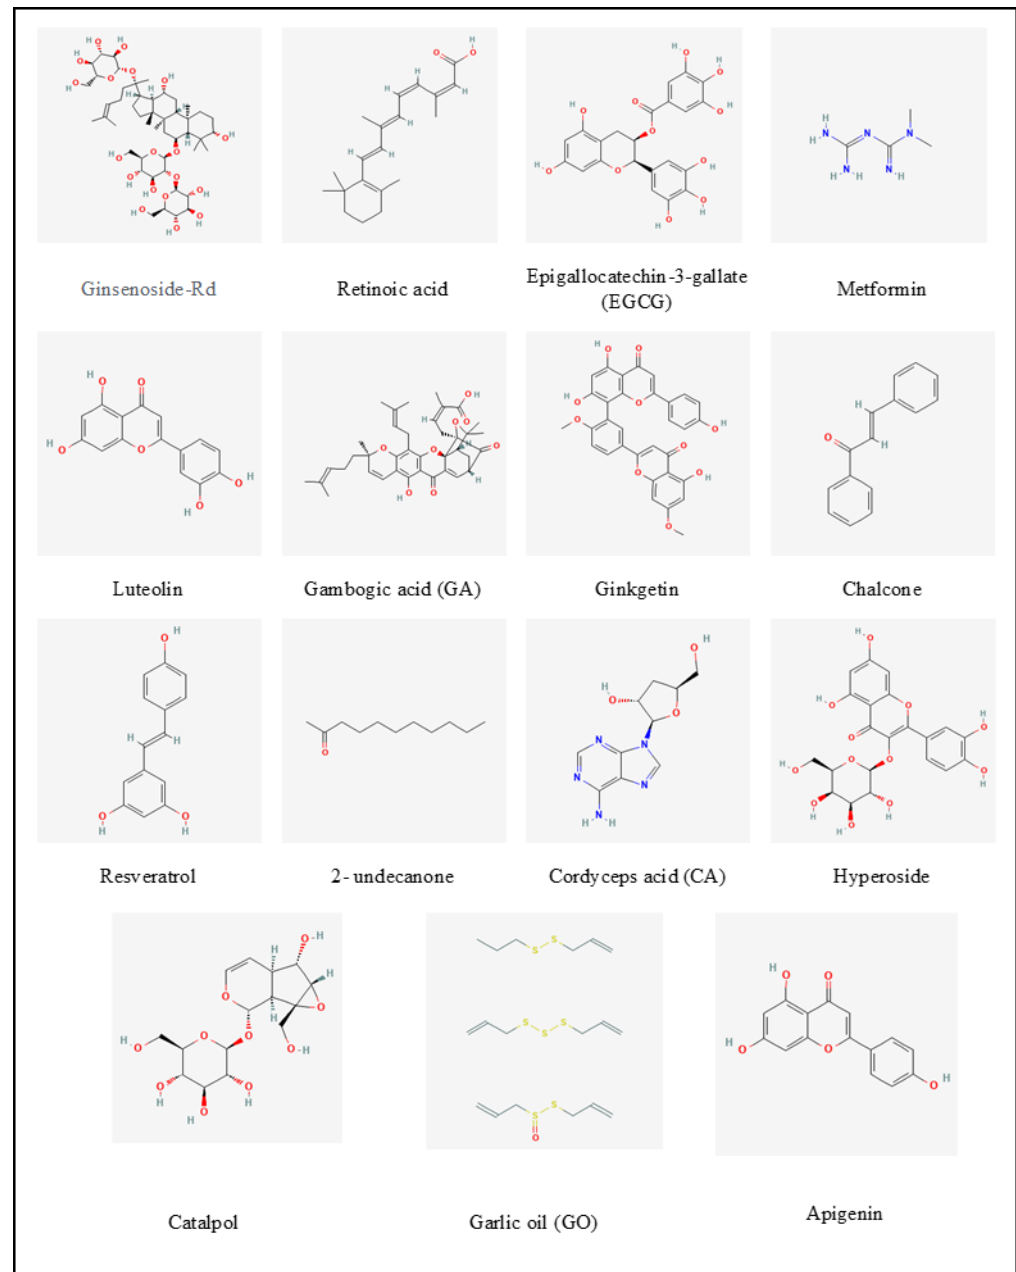 Ginsenoside-Rd
Retinoic acid
Epigallocatechin-3-gallate
(EGCG)
Metformin
Luteolin
Gambogic acid (GA)
Ginkgetin
Chalcone
Resveratrol
2- undecanone
Cordyceps acid (CA)
Hyperoside
Catalpol
Garlic oil (GO)
Apigenin